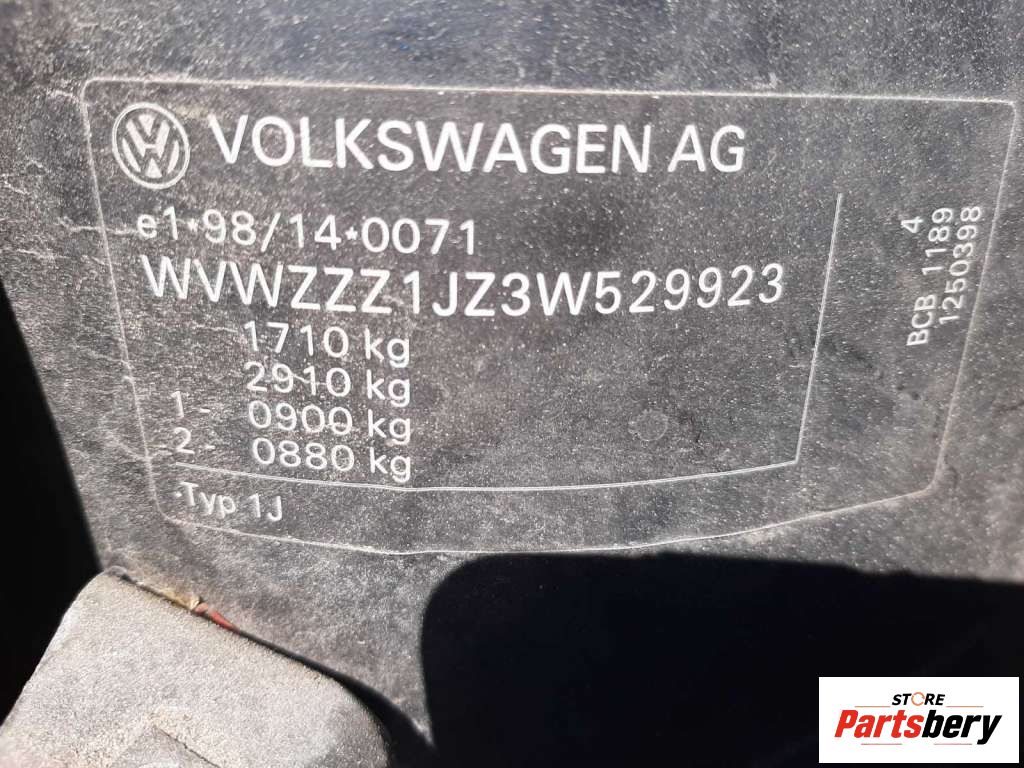 VOLKSWAGEN AG
e1*98/14*0071
WVWZZZ1JZ3W529923
1710 kg
2910 kg
1 - 0900 kg
2 - 0880 kg
Typ 1J
4
BCB 1189
1250398
STORE
Partsbery